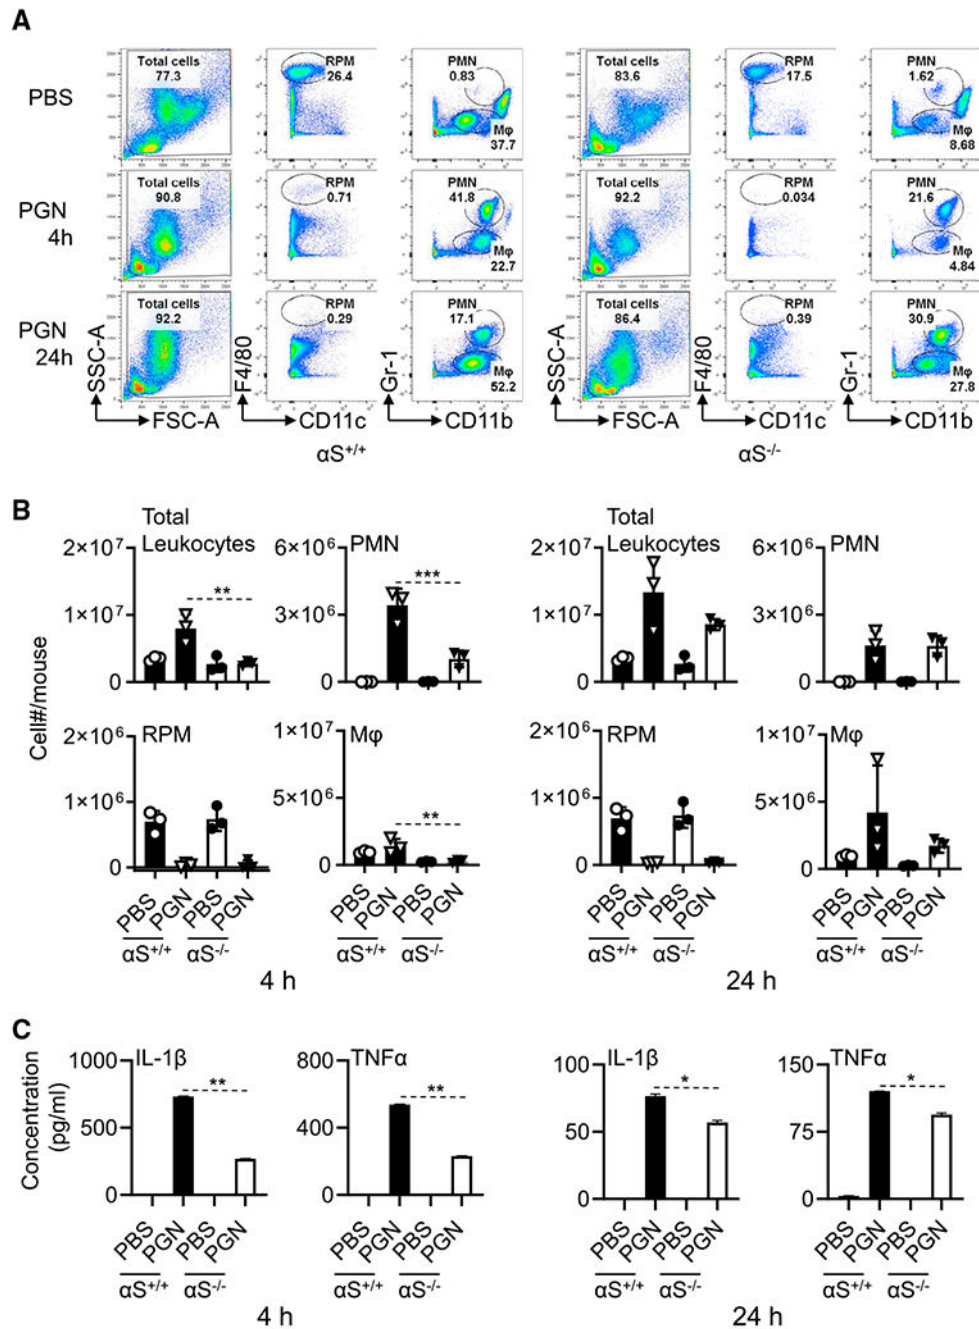 A
PBS
Total cells
77.3
RPM
26.4
PMN
0.83
Mφ
37.7
Total cells
83.6
RPM
17.5
PMN
1.62
Mφ
8.68
PGN
4h
Total cells
90.8
RPM
0.71
PMN
41.8
Mφ
22.7
Total cells
92.2
RPM
0.034
PMN
21.6
Mφ
4.84
PGN
24h
Total cells
92.2
RPM
0.29
PMN
17.1
Mφ
52.2
Total cells
86.4
RPM
0.39
PMN
30.9
Mφ
27.8
SSC-A
F4/80
Gr-1
SSC-A
F4/80
Gr-1
FSC-A
CD11c
CD11b
FSC-A
CD11c
CD11b
αS+/+
αS-/-
B
Cell#/mouse
Total
Leukocytes
2×10⁷
1×10⁷
0
**
PMN
6×10⁶
3×10⁶
0
***
Total
Leukocytes
2×10⁷
1×10⁷
0
PMN
6×10⁶
3×10⁶
0
RPM
2×10⁶
1×10⁶
0
Mφ
1×10⁷
5×10⁶
0
**
RPM
2×10⁶
1×10⁶
0
Mφ
1×10⁷
5×10⁶
0
PBS PGN PBS PGN
αS+/+ αS-/-
PBS PGN PBS PGN
αS+/+ αS-/-
PBS PGN PBS PGN
αS+/+ αS-/-
PBS PGN PBS PGN
αS+/+ αS-/-
4 h
24 h
C
Concentration
(pg/ml)
IL-1β
1000
500
0
**
TNFα
800
400
0
**
IL-1β
100
50
0
*
TNFα
150
75
0
*
PBS PGN PBS PGN
αS+/+ αS-/-
PBS PGN PBS PGN
αS+/+ αS-/-
PBS PGN PBS PGN
αS+/+ αS-/-
PBS PGN PBS PGN
αS+/+ αS-/-
4 h
24 h